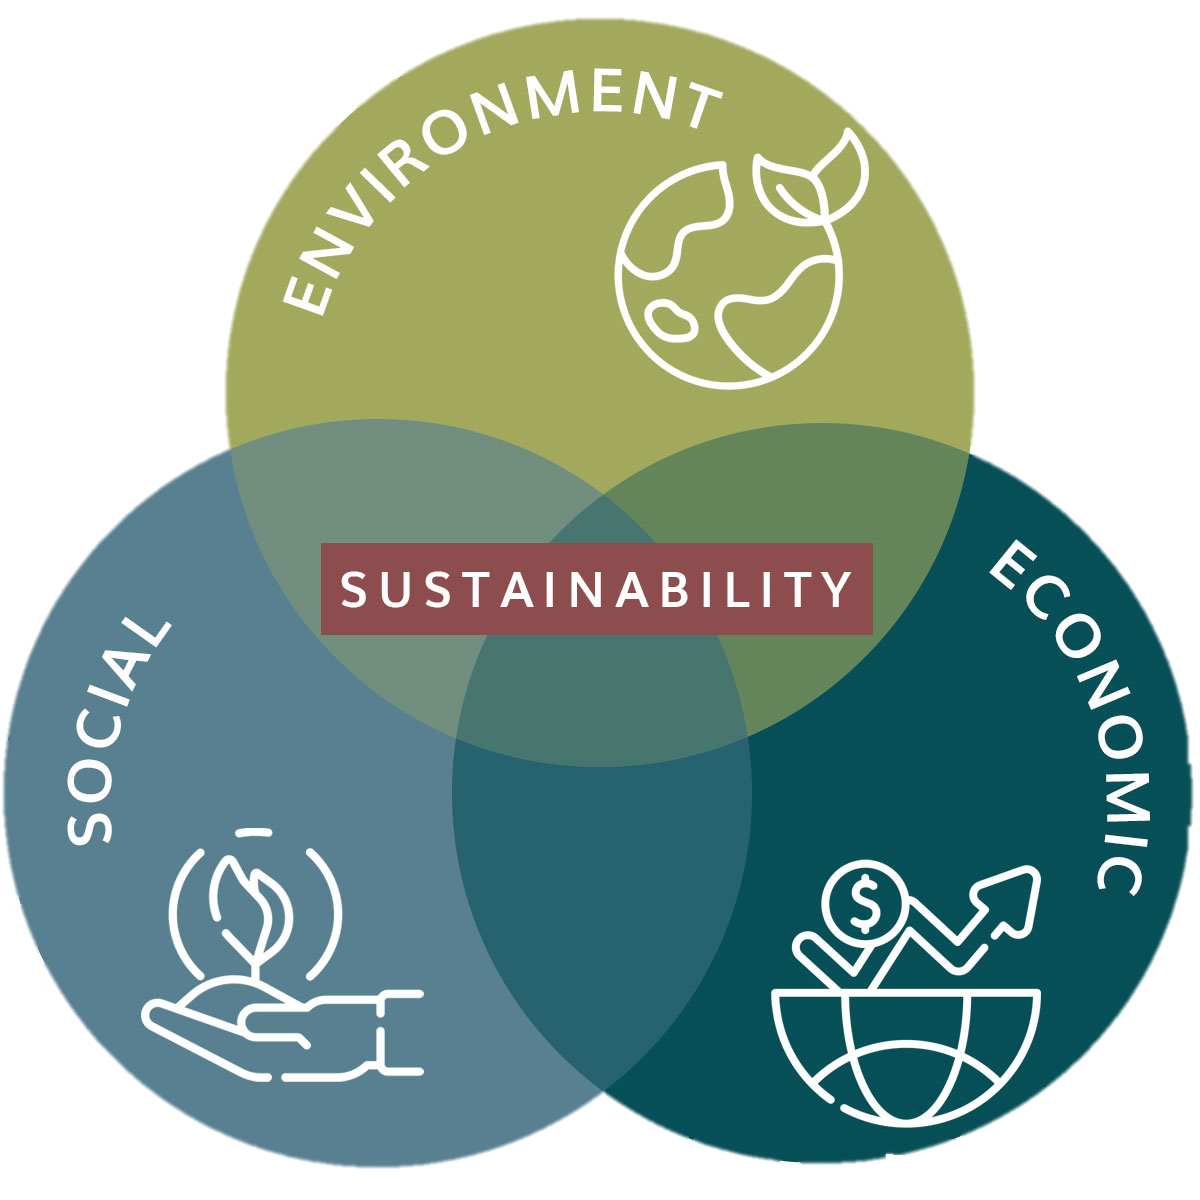 ENVIRONMENT
SUSTAINABILITY
SOCIAL
ECONOMIC
$